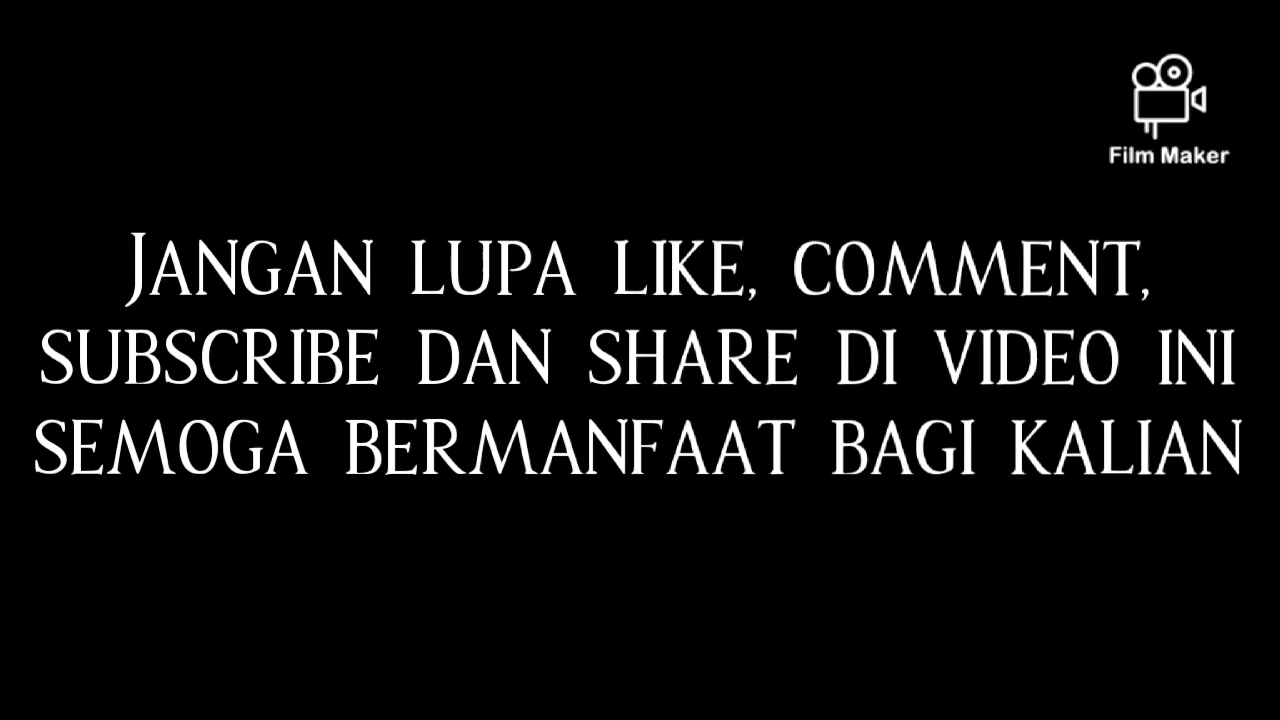 Film Maker
JANGAN LUPA LIKE, COMMENT,
SUBSCRIBE DAN SHARE DI VIDEO INI
SEMOGA BERMANFAAT BAGI KALIAN